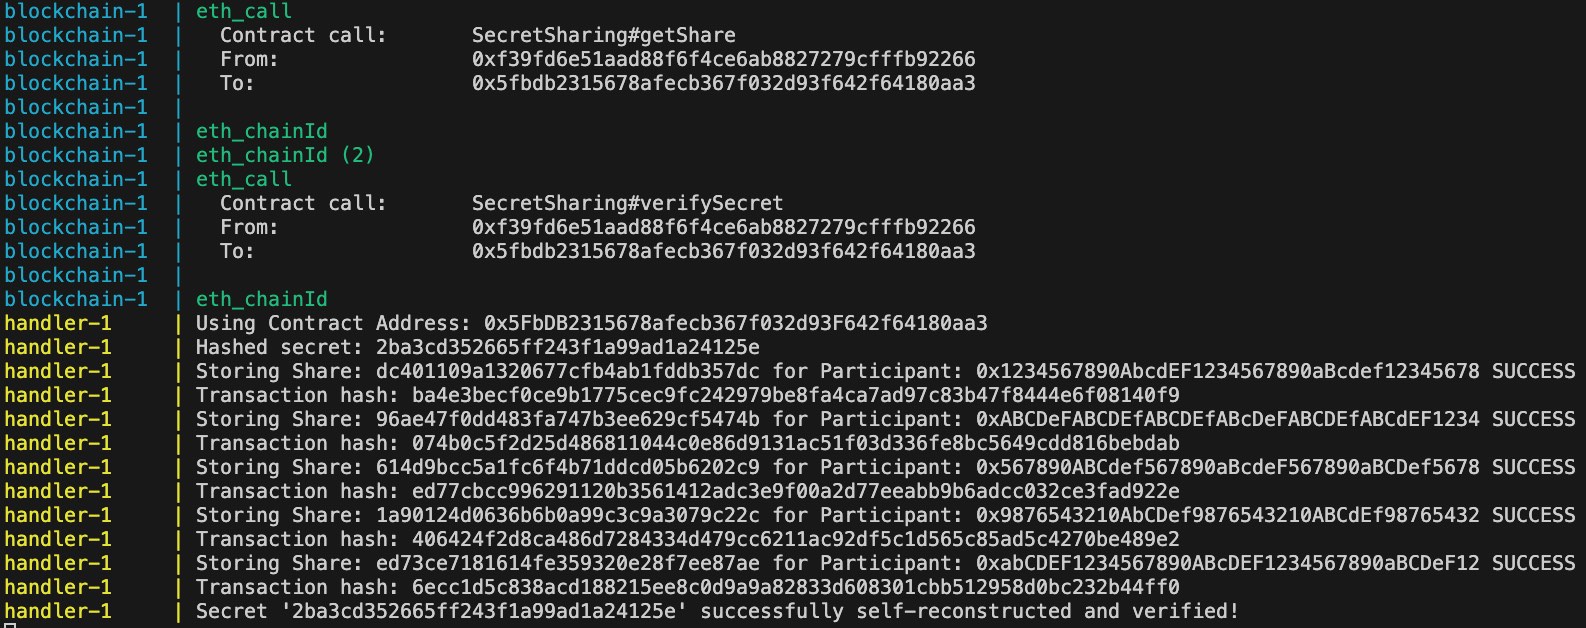 blockchain-1  | eth_call
blockchain-1  |   Contract call:       SecretSharing#getShare
blockchain-1  |   From:                0xf39fd6e51aad88f6f4ce6ab8827279cfffb92266
blockchain-1  |   To:                  0x5fbdb2315678afecb367f032d93f642f64180aa3
blockchain-1  |
blockchain-1  | eth_chainId
blockchain-1  | eth_chainId (2)
blockchain-1  | eth_call
blockchain-1  |   Contract call:       SecretSharing#verifySecret
blockchain-1  |   From:                0xf39fd6e51aad88f6f4ce6ab8827279cfffb92266
blockchain-1  |   To:                  0x5fbdb2315678afecb367f032d93f642f64180aa3
blockchain-1  |
blockchain-1  | eth_chainId
handler-1     | Using Contract Address: 0x5FbDB2315678afecb367f032d93F642f64180aa3
handler-1     | Hashed secret: 2ba3cd352665ff243f1a99ad1a24125e
handler-1     | Storing Share: dc401109a1320677cfb4ab1fddb357dc for Participant: 0x1234567890AbcdEF1234567890aBcdef12345678 SUCCESS
handler-1     | Transaction hash: ba4e3becf0ce9b1775cec9fc242979be8fa4ca7ad97c83b47f8444e6f08140f9
handler-1     | Storing Share: 96ae47f0dd483fa747b3ee629cf5474b for Participant: 0xABCDeFABCDEfABCDEfABcDeFABCDEfABCdEF1234 SUCCESS
handler-1     | Transaction hash: 074b0c5f2d25d486811044c0e86d9131ac51f03d336fe8bc5649cdd816bebdab
handler-1     | Storing Share: 614d9bcc5a1fc6f4b71ddcd05b6202c9 for Participant: 0x567890ABCdef567890aBcdeF567890aBCDef5678 SUCCESS
handler-1     | Transaction hash: ed77cbcc996291120b3561412adc3e9f00a2d77eeabb9b6adcc032ce3fad922e
handler-1     | Storing Share: 1a90124d0636b6b0a99c3c9a3079c22c for Participant: 0x9876543210AbCDef9876543210ABCdEf98765432 SUCCESS
handler-1     | Transaction hash: 406424f2d8ca486d7284334d479cc6211ac92df5c1d565c85ad5c4270be489e2
handler-1     | Storing Share: ed73ce7181614fe359320e28f7ee87ae for Participant: 0xabCDEF1234567890ABcDEF1234567890aBCDeF12 SUCCESS
handler-1     | Transaction hash: 6ecc1d5c838acd188215ee8c0d9a9a82833d608301cbb512958d0bc232b44ff0
handler-1     | Secret '2ba3cd352665ff243f1a99ad1a24125e' successfully self-reconstructed and verified!